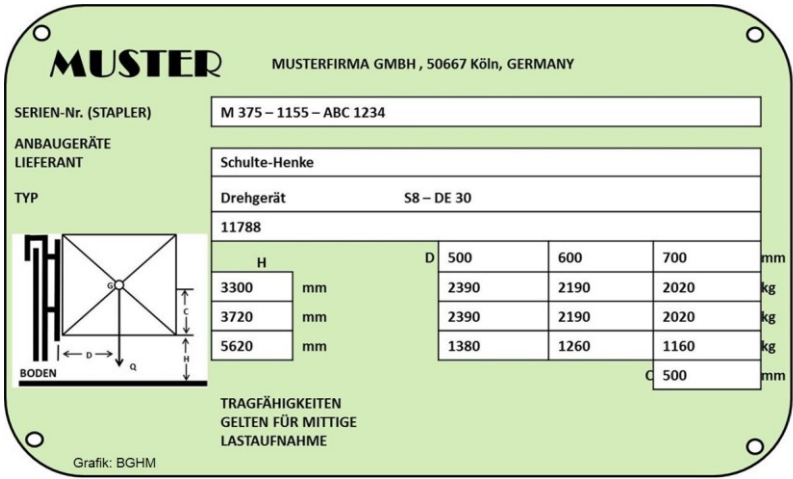 MUSTER
MUSTERFIRMA GMBH , 50667 Köln, GERMANY
SERIEN-Nr. (STAPLER) M 375 – 1155 – ABC 1234
ANBAUGERÄTE
LIEFERANT Schulte-Henke
TYP Drehgerät S8 – DE 30
11788
H D 500 600 700 mm
3300 mm 2390 2190 2020 kg
3720 mm 2390 2190 2020 kg
5620 mm 1380 1260 1160 kg
C 500 mm
G
C
D
H
Q
BODEN
TRAGFÄHIGKEITEN
GELTEN FÜR MITTIGE
LASTAUFNAHME
Grafik: BGHM